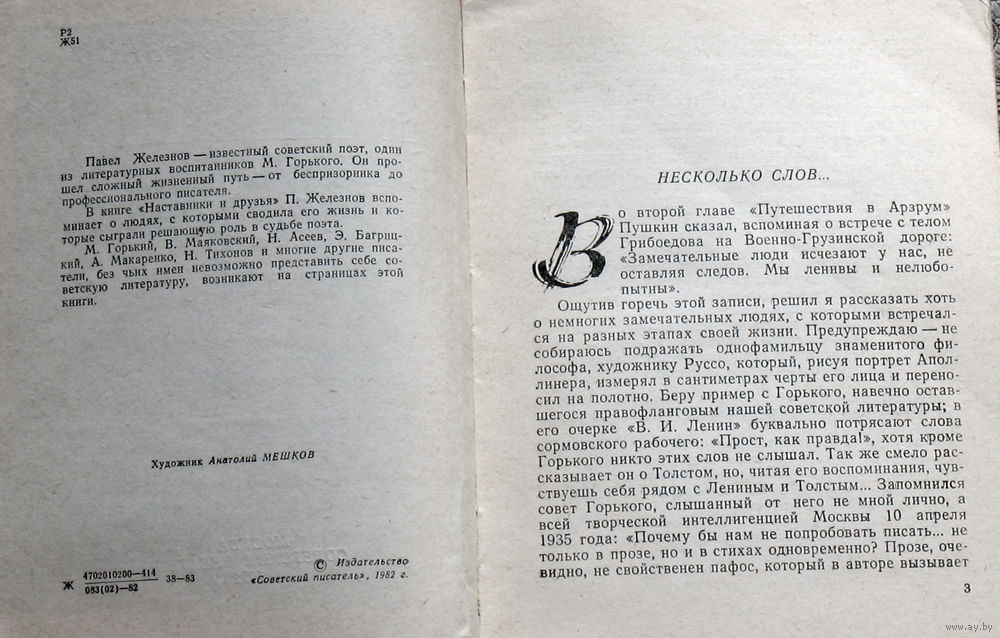 Р2
Ж51
Павел Железнов — известный советский поэт, один
из литературных воспитанников М. Горького. Он про-
шел сложный жизненный путь — от беспризорника до
профессионального писателя.
В книге «Наставники и друзья» П. Железнов вспо-
минает о людях, с которыми сводила его жизнь и ко-
торые сыграли решающую роль в судьбе поэта.
М. Горький, В. Маяковский, Н. Асеев, Э. Багриц-
кий, А. Макаренко, Н. Тихонов и многие другие писа-
тели, без чьих имен невозможно представить себе со-
ветскую литературу, возникают на страницах этой
книги.
Художник Анатолий МЕШКОВ
Ж 4702010200—414
083(02)—82
38—83
© Издательство
«Советский писатель», 1982 г.
НЕСКОЛЬКО СЛОВ...
Во второй главе «Путешествия в Арзрум»
Пушкин сказал, вспоминая о встрече с телом
Грибоедова на Военно-Грузинской дороге:
«Замечательные люди исчезают у нас, не
оставляя следов. Мы ленивы и нелюбо-
пытны».
Ощутив горечь этой записи, решил я рассказать хоть
о немногих замечательных людях, с которыми встречал-
ся на разных этапах своей жизни. Предупреждаю — не
собираюсь подражать однофамильцу знаменитого фи-
лософа, художнику Руссо, который, рисуя портрет Апол-
линера, измерял в сантиметрах черты его лица и перено-
сил на полотно. Беру пример с Горького, навечно остав-
шегося правофланговым нашей советской литературы; в
его очерке «В. И. Ленин» буквально потрясают слова
сормовского рабочего: «Прост, как правда!», хотя кроме
Горького никто этих слов не слышал. Так же смело рас-
сказывает он о Толстом, но, читая его воспоминания, чув-
ствуешь себя рядом с Лениным и Толстым... Запомнился
совет Горького, слышанный от него не мной лично, а
всей творческой интеллигенцией Москвы 10 апреля
1935 года: «Почему бы нам не попробовать писать... не
только в прозе, но и в стихах одновременно? Прозе, оче-
видно, не свойственен пафос, который в авторе вызывает
3
www.ay.by